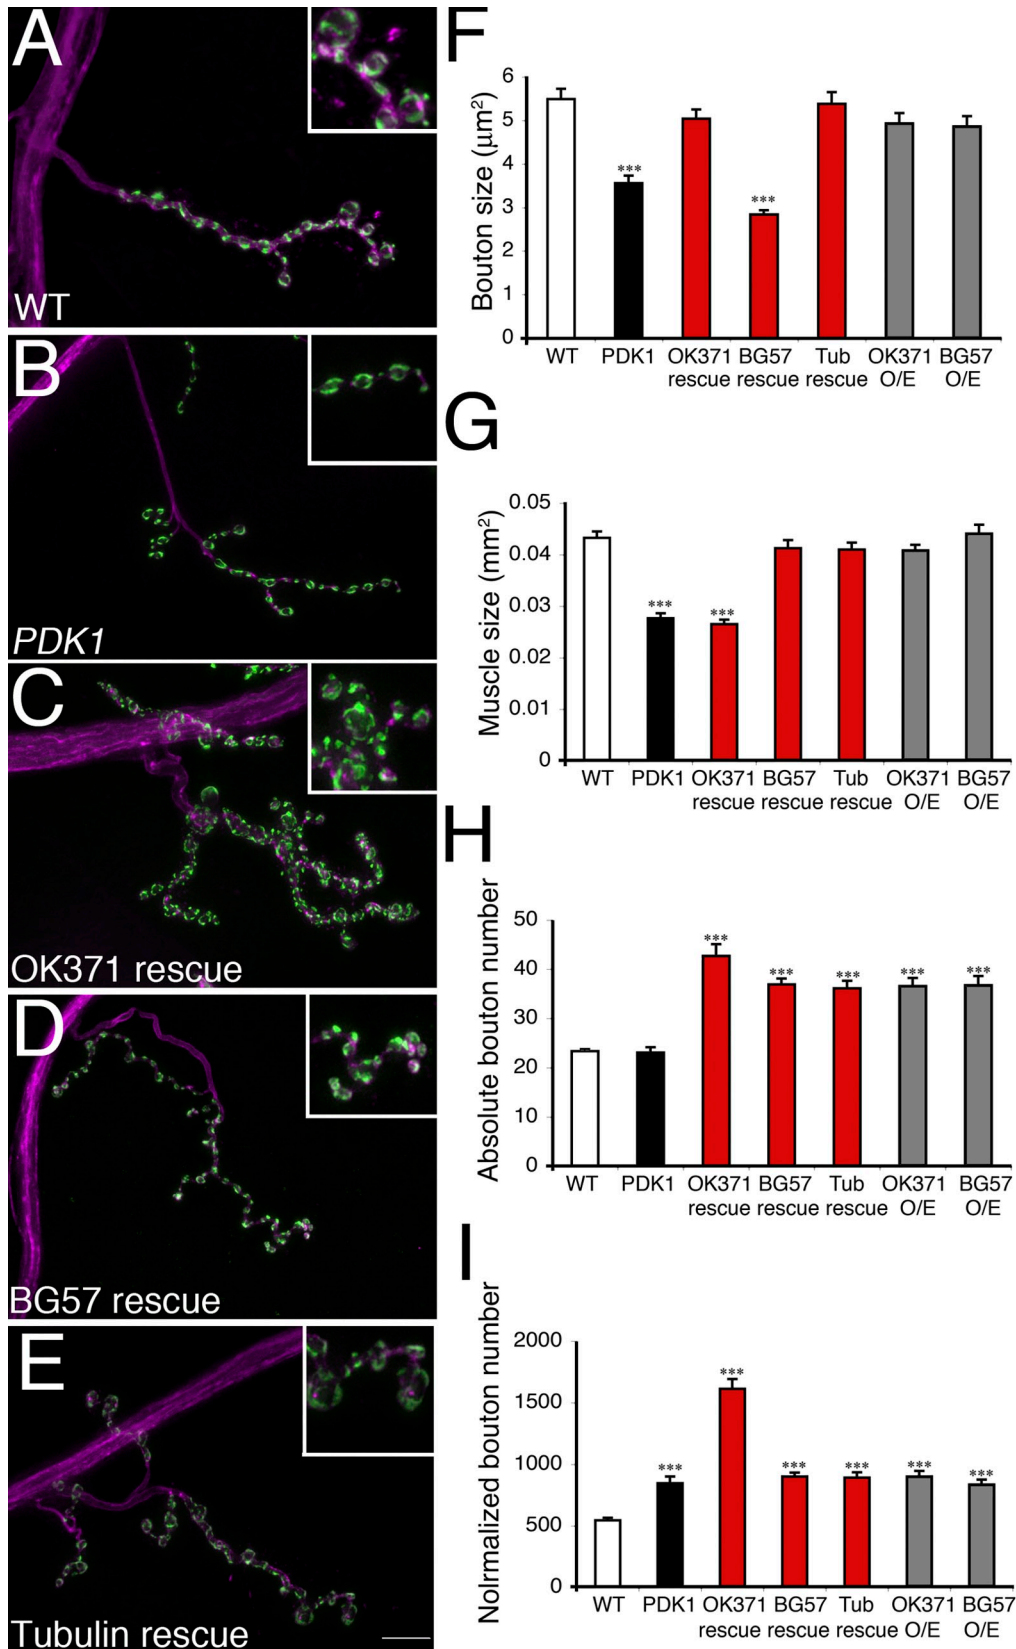 A
WT
B
PDK1
C
OK371 rescue
D
BG57 rescue
E
Tubulin rescue
F
Bouton size (µm²)
6
5
4
3
2
1
0
***
***
WT PDK1 OK371 BG57 Tub OK371 BG57
rescue rescue rescue O/E O/E
G
Muscle size (mm²)
0.05
0.04
0.03
0.02
0.01
0
*** ***
WT PDK1 OK371 BG57 Tub OK371 BG57
rescue rescue rescue O/E O/E
H
Absolute bouton number
50
40
30
20
10
0
*** *** *** *** ***
WT PDK1 OK371 BG57 Tub OK371 BG57
rescue rescue rescue O/E O/E
I
Nolrmalized bouton number
2000
1500
1000
500
0
*** *** *** *** *** ***
WT PDK1 OK371 BG57 Tub OK371 BG57
rescue rescue rescue O/E O/E